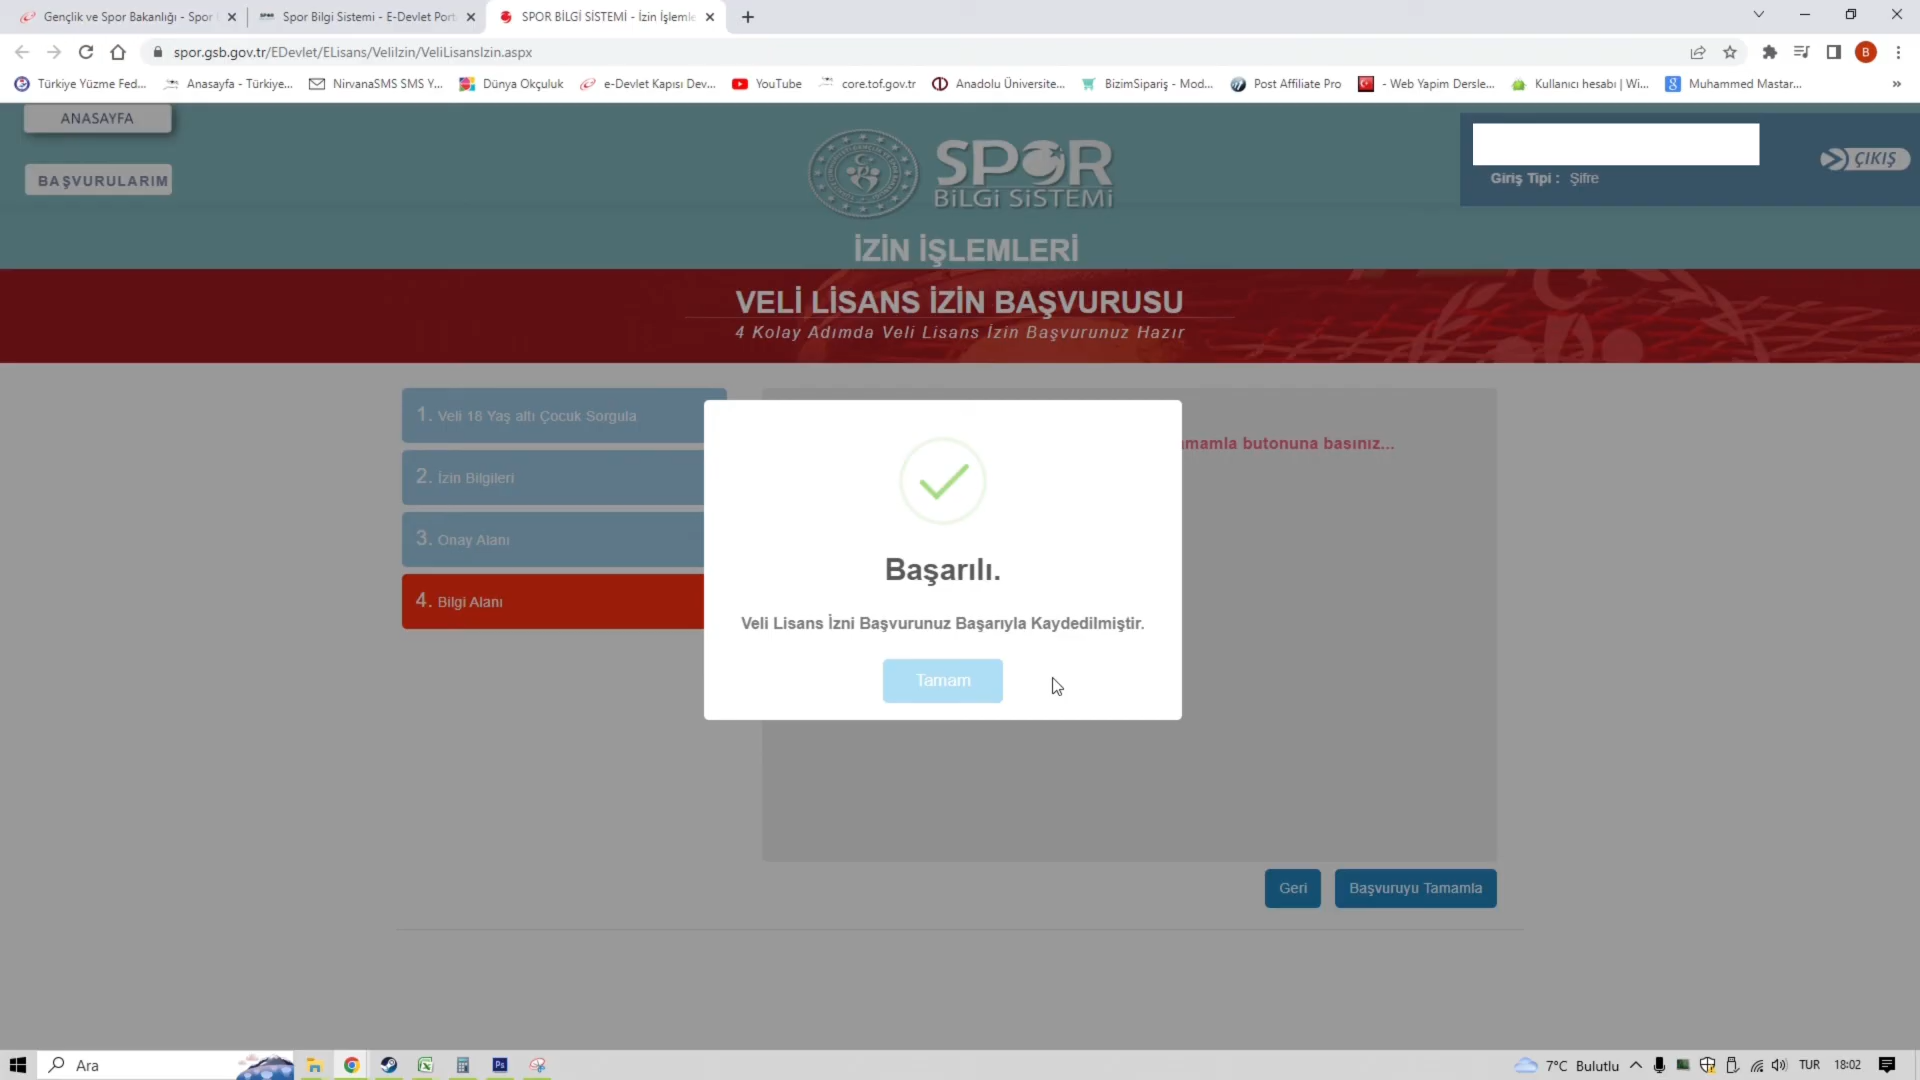 Gençlik ve Spor Bakanlığı - Spor
Spor Bilgi Sistemi - E-Devlet Port
SPOR BİLGİ SİSTEMİ - İzin İşlemle
spor.gsb.gov.tr/EDevlet/ELisans/VeliIzin/VeliLisansIzin.aspx
B
Türkiye Yüzme Fed...
Anasayfa - Türkiye...
NirvanaSMS SMS Y...
Dünya Okçuluk
e-Devlet Kapısı Dev...
YouTube
core.tof.gov.tr
Anadolu Üniversite...
BizimSipariş - Mod...
Post Affiliate Pro
- Web Yapim Dersle...
Kullanıcı hesabı | Wi...
Muhammed Mastar...
»
ANASAYFA
BAŞVURULARIM
SPOR
BİLGİ SİSTEMİ
Giriş Tipi : Şifre
ÇIKIŞ
İZİN İŞLEMLERİ
VELİ LİSANS İZİN BAŞVURUSU
4 Kolay Adımda Veli Lisans İzin Başvurunuz Hazır
1. Veli 18 Yaş altı Çocuk Sorgula
2. İzin Bilgileri
3. Onay Alanı
4. Bilgi Alanı
mamla butonuna basınız...
Başarılı.
Veli Lisans İzni Başvurunuz Başarıyla Kaydedilmiştir.
Tamam
Geri
Başvuruyu Tamamla
Ara
Ps
7°C Bulutlu
TUR
18:02